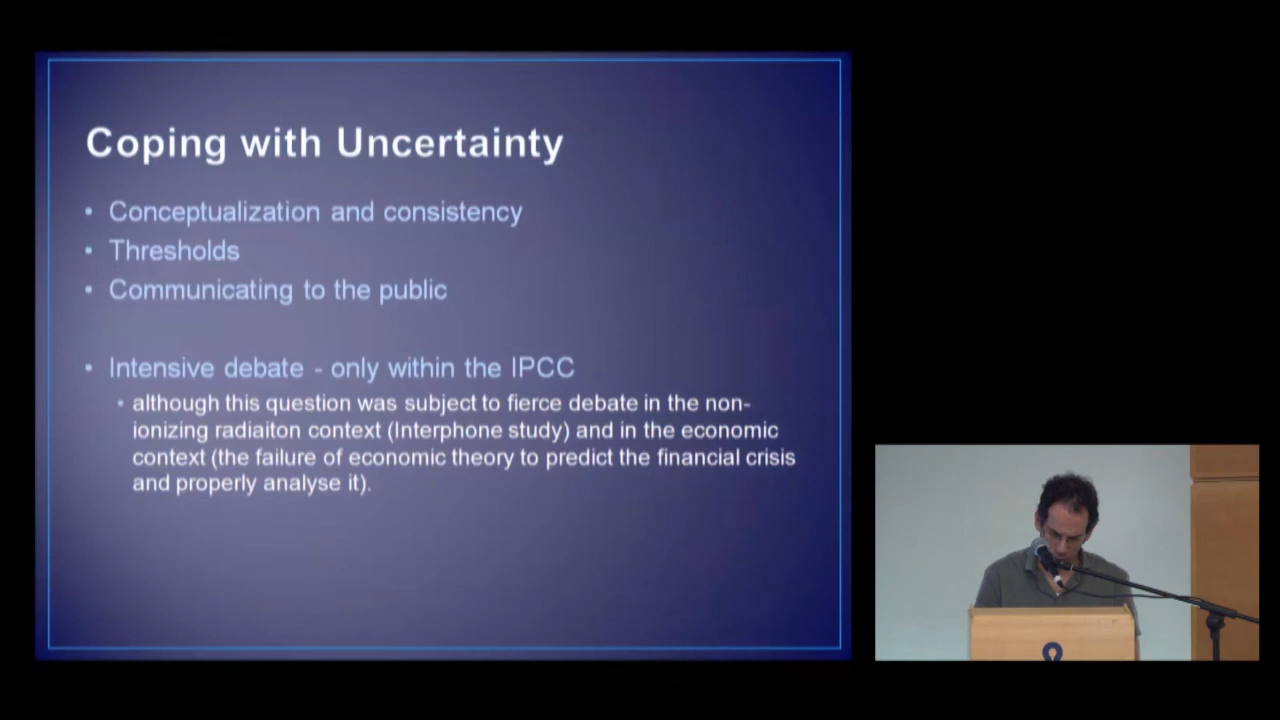 Coping with Uncertainty
• Conceptualization and consistency
• Thresholds
• Communicating to the public
• Intensive debate - only within the IPCC
• although this question was subject to fierce debate in the non-
ionizing radiaiton context (Interphone study) and in the economic
context (the failure of economic theory to predict the financial crisis
and properly analyse it).